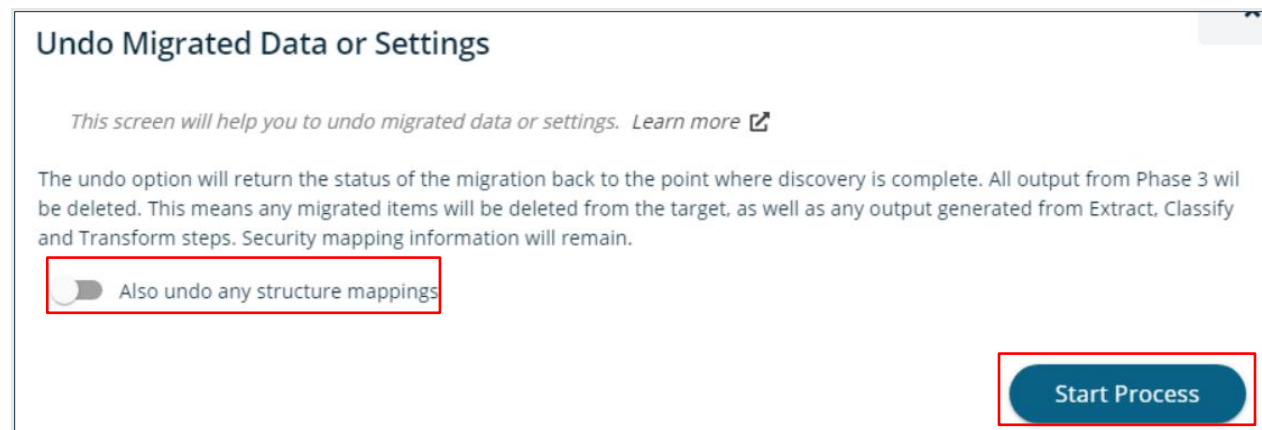 Undo Migrated Data or Settings
This screen will help you to undo migrated data or settings. Learn more
The undo option will return the status of the migration back to the point where discovery is complete. All output from Phase 3 wil
be deleted. This means any migrated items will be deleted from the target, as well as any output generated from Extract, Classify
and Transform steps. Security mapping information will remain.
Also undo any structure mappings
Start Process